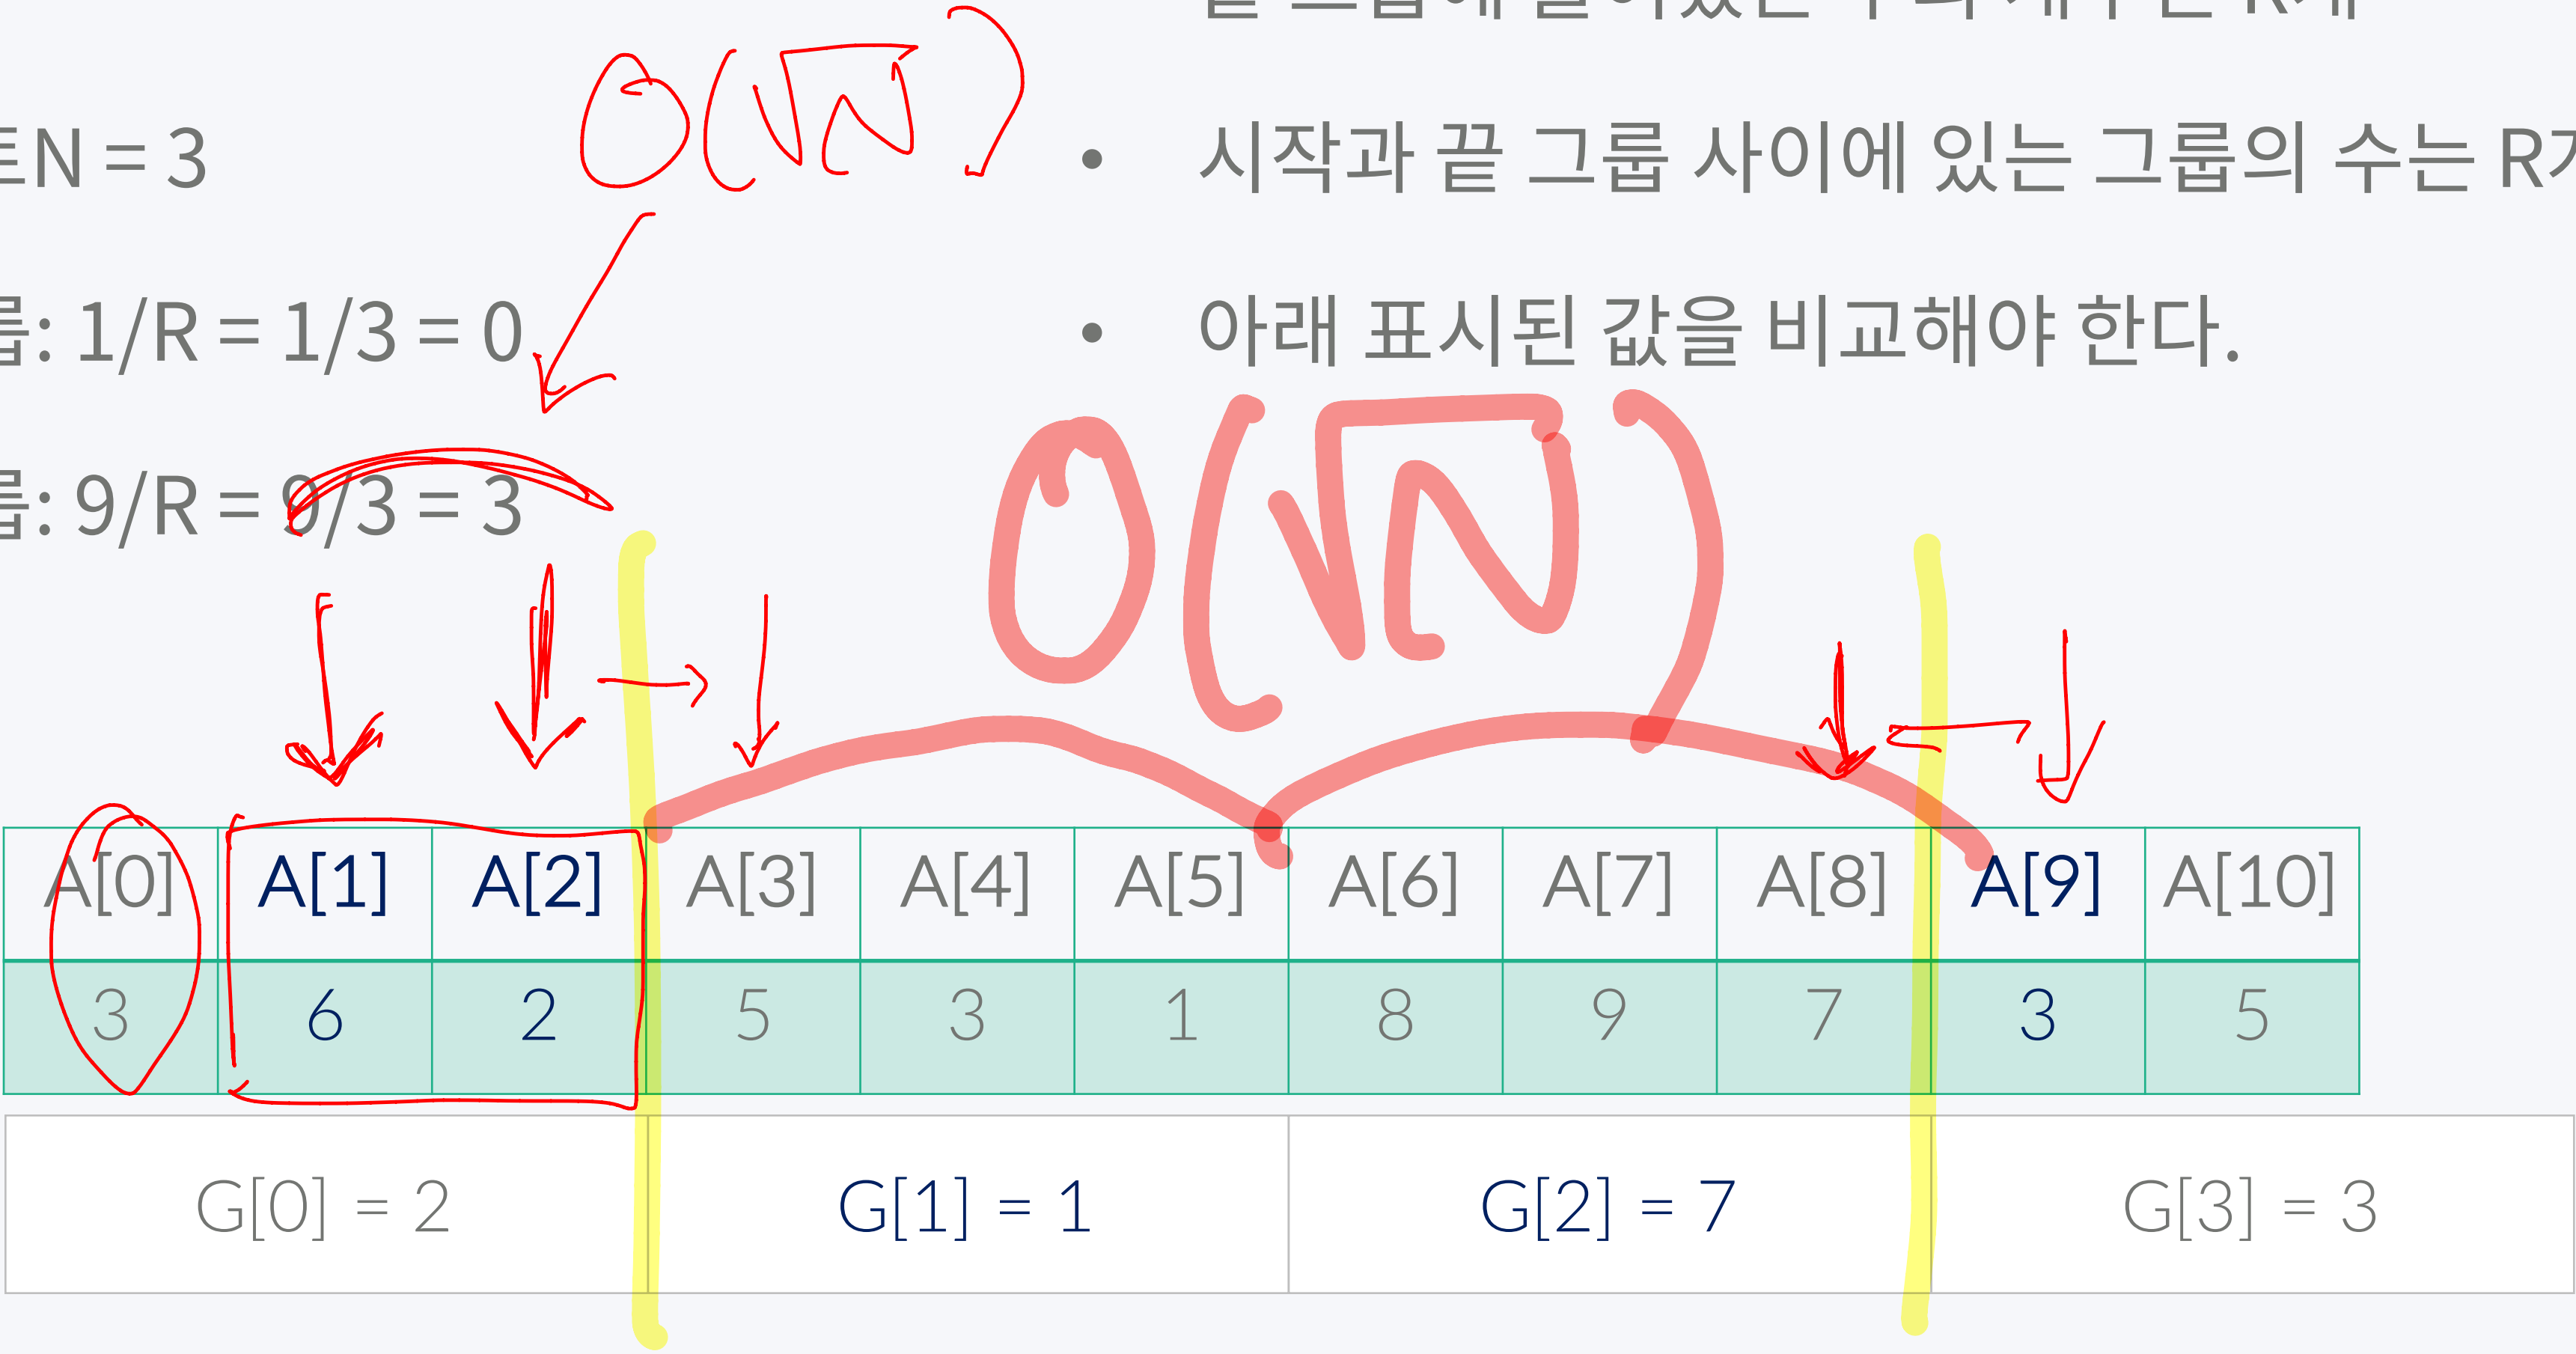 O(√N)
N = 3
• 시작과 끝 그룹 사이에 있는 그룹의 수는 R개
: 1/R = 1/3 = 0
• 아래 표시된 값을 비교해야 한다.
: 9/R = 9/3 = 3
O(√N)
A[0] A[1] A[2] A[3] A[4] A[5] A[6] A[7] A[8] A[9] A[10]
3 6 2 5 3 1 8 9 7 3 5
G[0] = 2 G[1] = 1 G[2] = 7 G[3] = 3